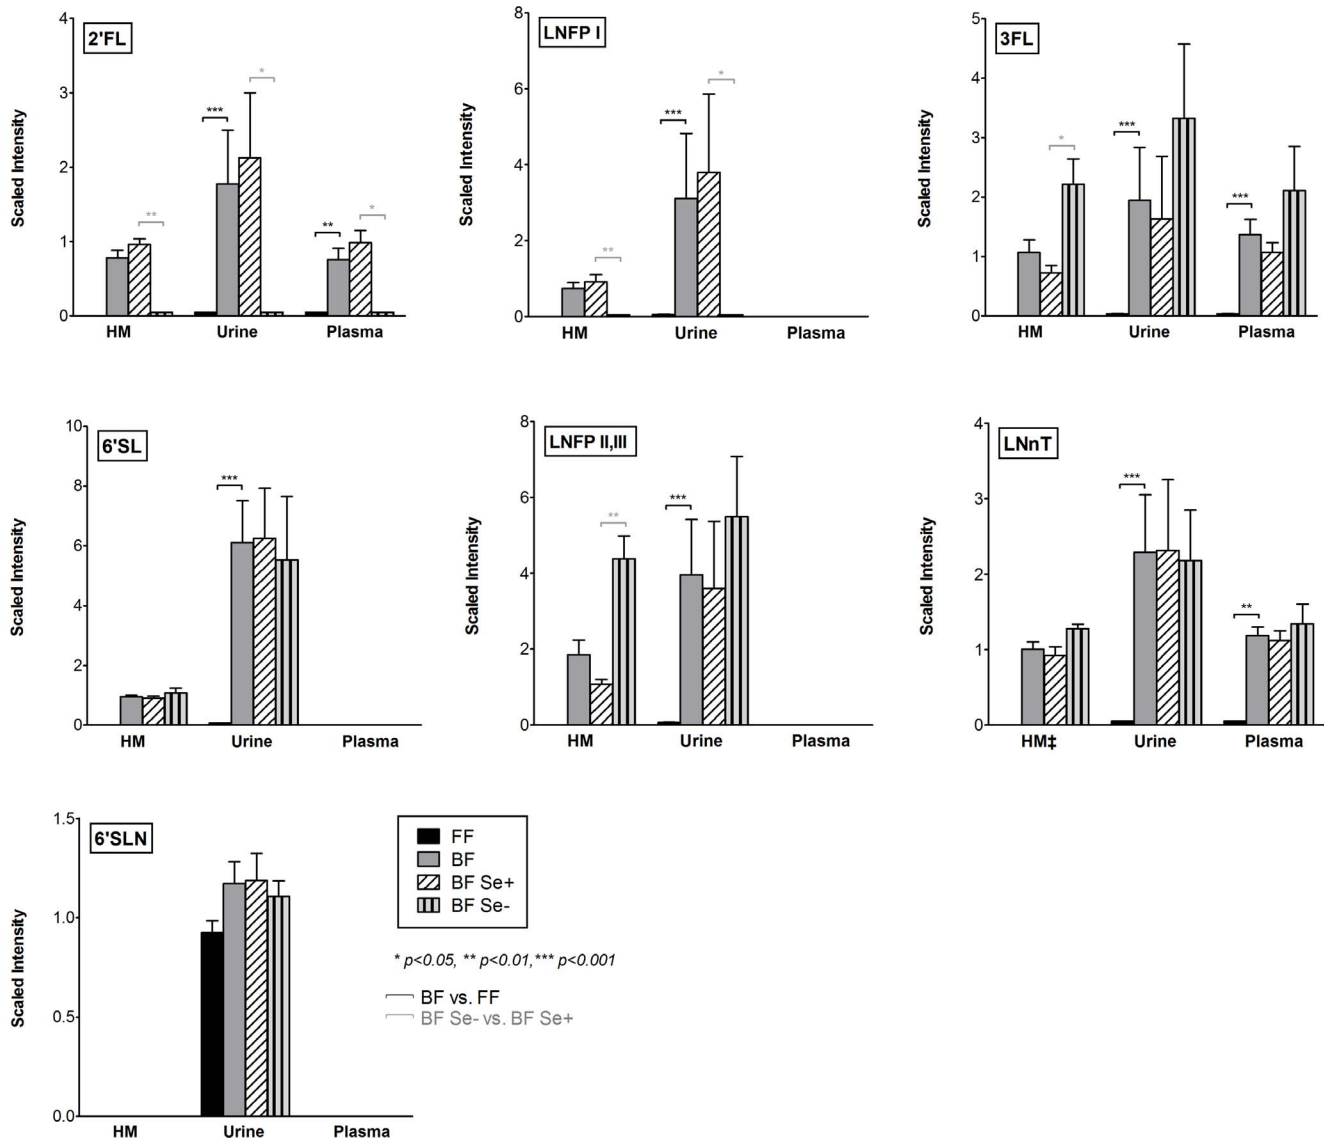 2'FL
Scaled Intensity
4
3
2
1
0
**
***
*
**
*
HM
Urine
Plasma
LNFP I
Scaled Intensity
8
6
4
2
0
**
***
*
HM
Urine
Plasma
3FL
Scaled Intensity
5
4
3
2
1
0
*
***
***
HM
Urine
Plasma
6'SL
Scaled Intensity
10
8
6
4
2
0
***
HM
Urine
Plasma
LNFP II,III
Scaled Intensity
8
6
4
2
0
**
***
HM
Urine
Plasma
LNnT
Scaled Intensity
4
3
2
1
0
***
**
HM‡
Urine
Plasma
6'SLN
Scaled Intensity
1.5
1.0
0.5
0.0
HM
Urine
Plasma
FF
BF
BF Se+
BF Se-
* p<0.05, ** p<0.01,*** p<0.001
BF vs. FF
BF Se- vs. BF Se+